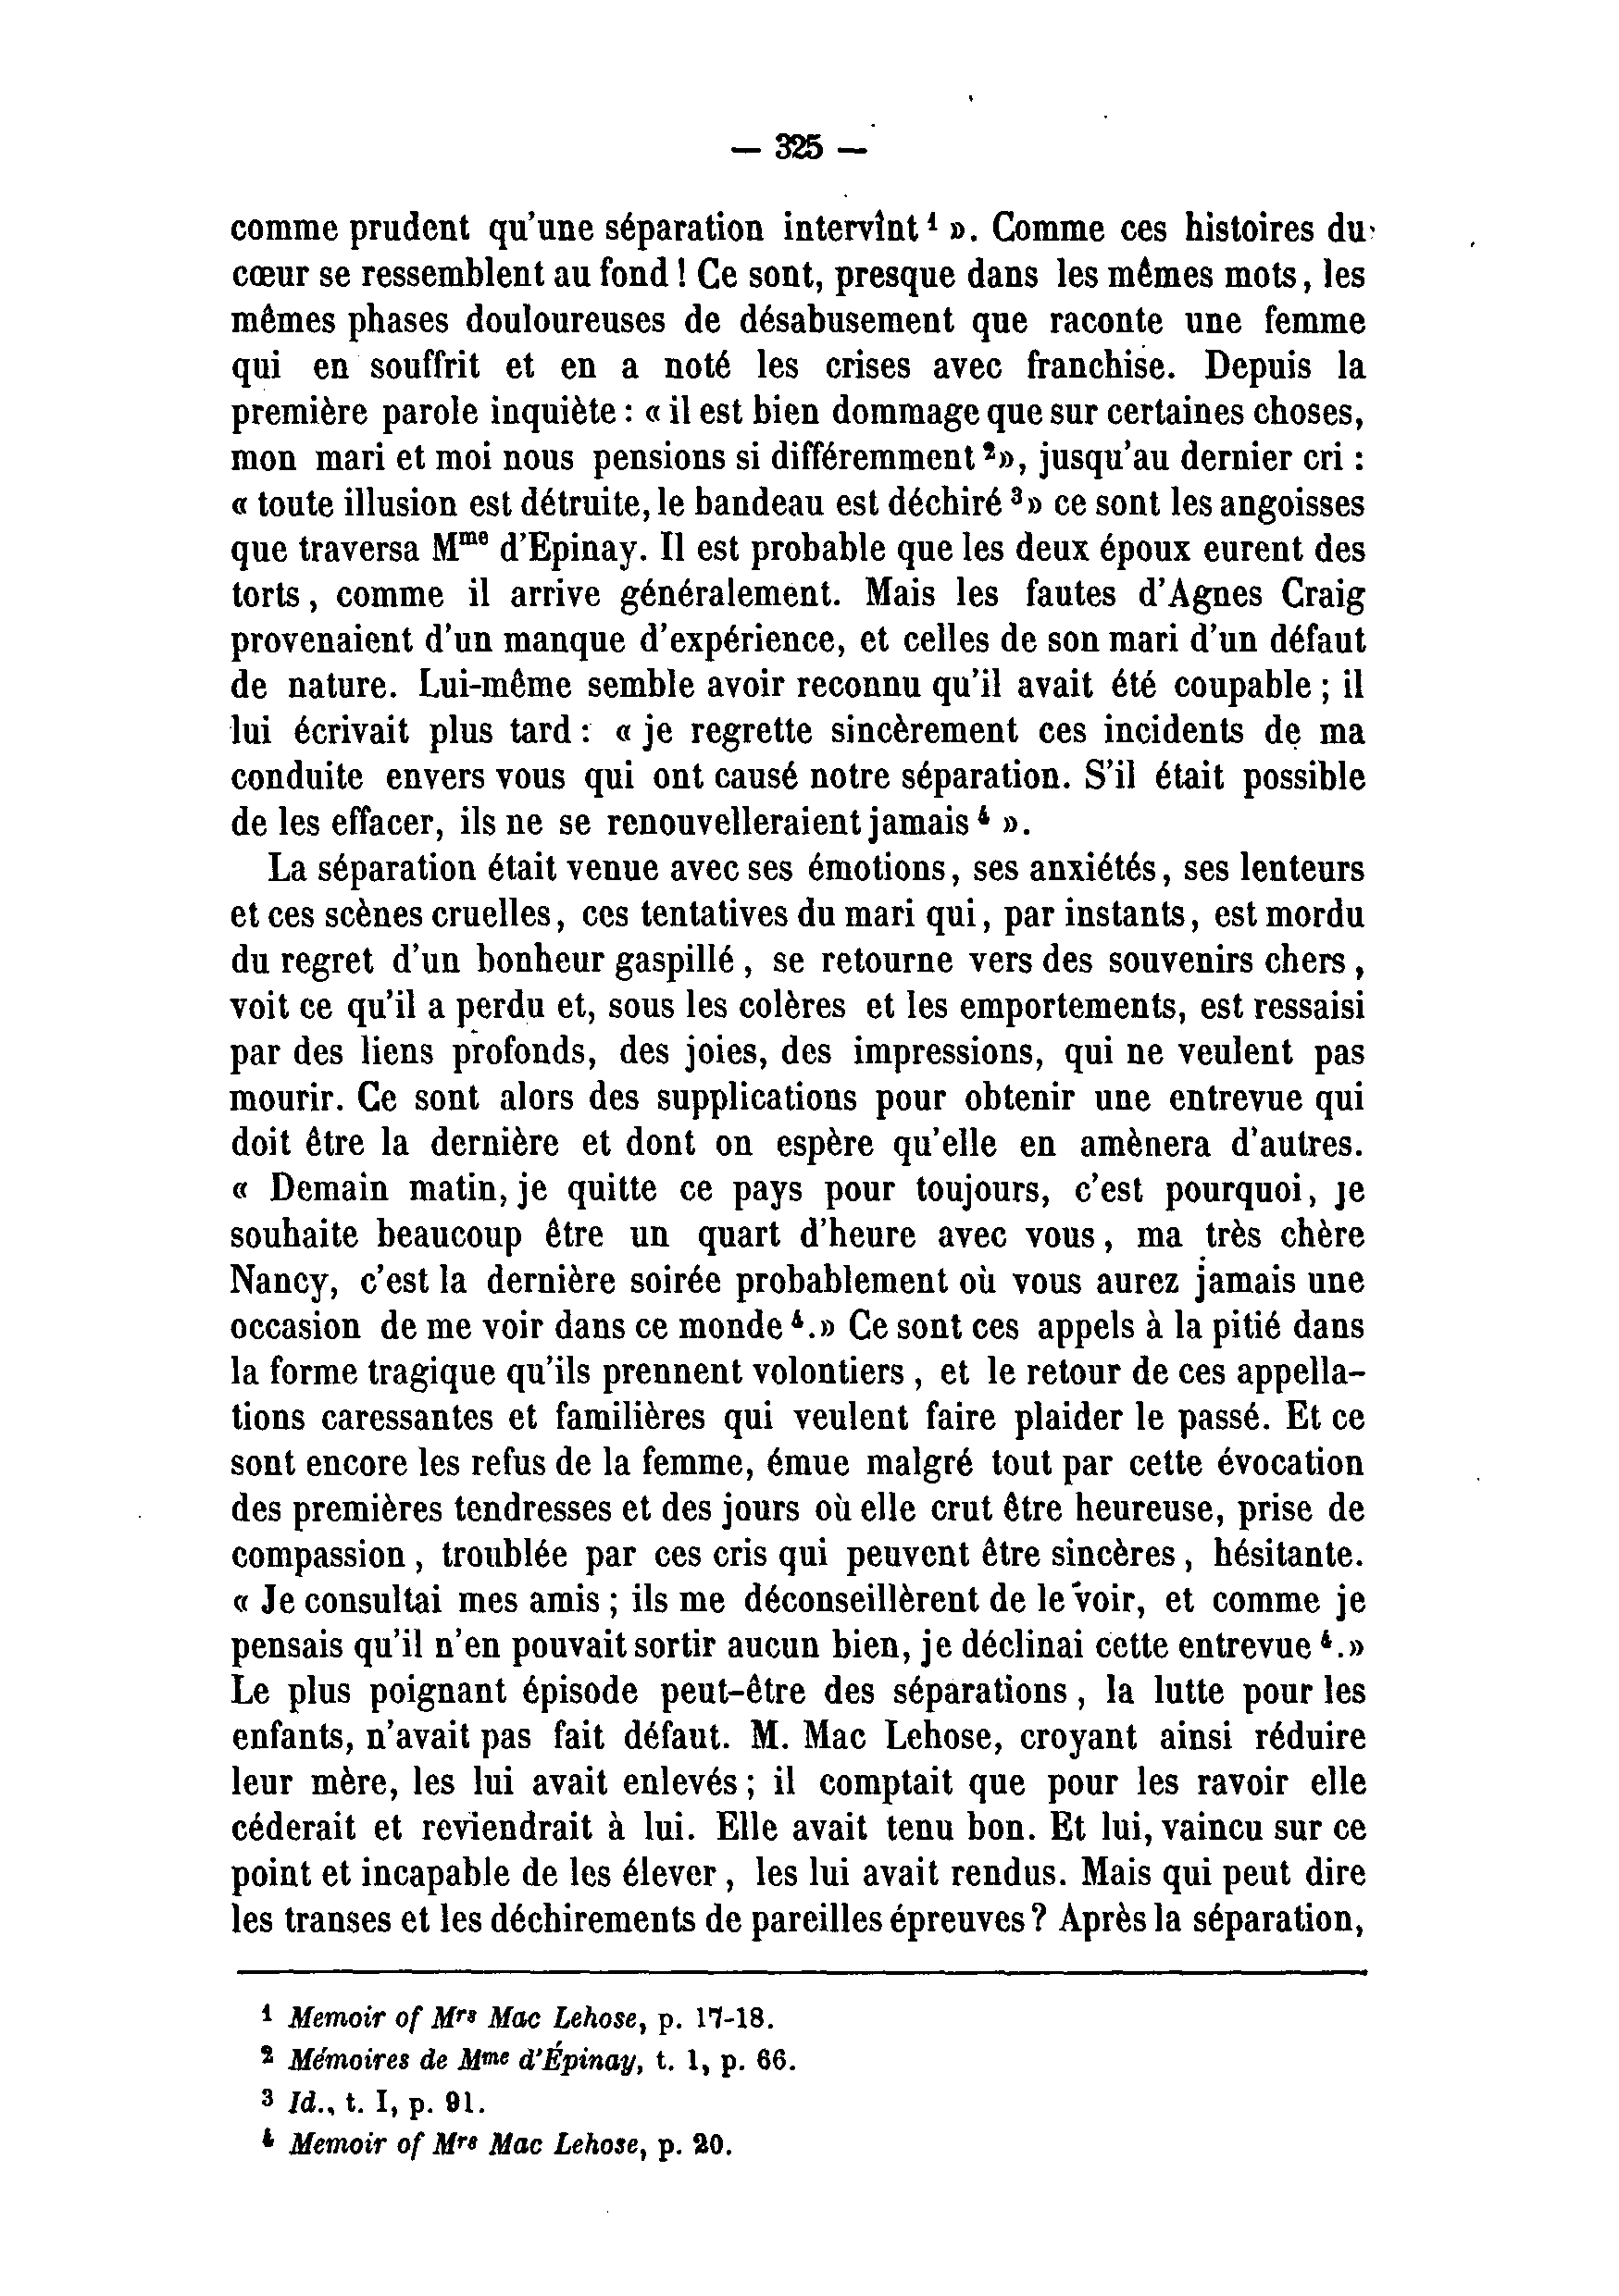 — 325 —
comme prudent qu'une séparation intervînt ¹ ». Comme ces histoires du
cœur se ressemblent au fond ! Ce sont, presque dans les mêmes mots, les
mêmes phases douloureuses de désabusement que raconte une femme
qui en souffrit et en a noté les crises avec franchise. Depuis la
première parole inquiète : « il est bien dommage que sur certaines choses,
mon mari et moi nous pensions si différemment ²», jusqu'au dernier cri :
« toute illusion est détruite, le bandeau est déchiré ³» ce sont les angoisses
que traversa Mᵐᵉ d'Epinay. Il est probable que les deux époux eurent des
torts, comme il arrive généralement. Mais les fautes d'Agnes Craig
provenaient d'un manque d'expérience, et celles de son mari d'un défaut
de nature. Lui-même semble avoir reconnu qu'il avait été coupable ; il
lui écrivait plus tard : « je regrette sincèrement ces incidents de ma
conduite envers vous qui ont causé notre séparation. S'il était possible
de les effacer, ils ne se renouvelleraient jamais ⁴ ».
La séparation était venue avec ses émotions, ses anxiétés, ses lenteurs
et ces scènes cruelles, ces tentatives du mari qui, par instants, est mordu
du regret d'un bonheur gaspillé, se retourne vers des souvenirs chers,
voit ce qu'il a perdu et, sous les colères et les emportements, est ressaisi
par des liens profonds, des joies, des impressions, qui ne veulent pas
mourir. Ce sont alors des supplications pour obtenir une entrevue qui
doit être la dernière et dont on espère qu'elle en amènera d'autres.
« Demain matin, je quitte ce pays pour toujours, c'est pourquoi, je
souhaite beaucoup être un quart d'heure avec vous, ma très chère
Nancy, c'est la dernière soirée probablement où vous aurez jamais une
occasion de me voir dans ce monde ⁴.» Ce sont ces appels à la pitié dans
la forme tragique qu'ils prennent volontiers, et le retour de ces appella-
tions caressantes et familières qui veulent faire plaider le passé. Et ce
sont encore les refus de la femme, émue malgré tout par cette évocation
des premières tendresses et des jours où elle crut être heureuse, prise de
compassion, troublée par ces cris qui peuvent être sincères, hésitante.
« Je consultai mes amis ; ils me déconseillèrent de le voir, et comme je
pensais qu'il n'en pouvait sortir aucun bien, je déclinai cette entrevue ⁴.»
Le plus poignant épisode peut-être des séparations, la lutte pour les
enfants, n'avait pas fait défaut. M. Mac Lehose, croyant ainsi réduire
leur mère, les lui avait enlevés ; il comptait que pour les ravoir elle
céderait et reviendrait à lui. Elle avait tenu bon. Et lui, vaincu sur ce
point et incapable de les élever, les lui avait rendus. Mais qui peut dire
les transes et les déchirements de pareilles épreuves ? Après la séparation,
¹ Memoir of Mʳˢ Mac Lehose, p. 17-18.
² Mémoires de Mᵐᵉ d'Épinay, t. 1, p. 66.
³ Id., t. I, p. 91.
⁴ Memoir of Mʳˢ Mac Lehose, p. 20.